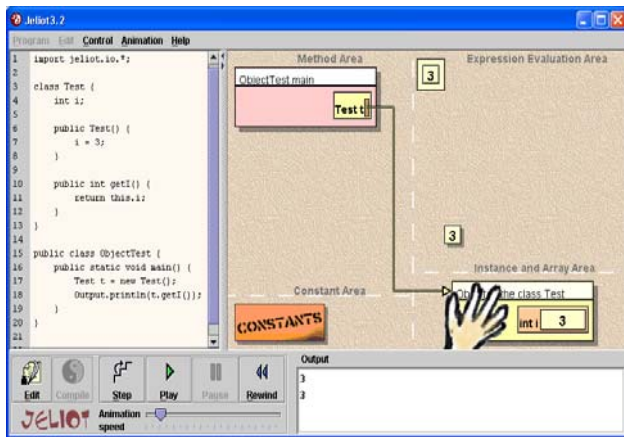 Jeliot 3.2
Program Edit Control Animation Help
1 import jeliot.io.*;
2
3 class Test {
4 int i;
5
6 public Test() {
7 i = 3;
8 }
9
10 public int getI() {
11 return this.i;
12 }
13 }
14
15 public class ObjectTest {
16 public static void main() {
17 Test t = new Test();
18 Output.println(t.getI());
19 }
20 }
21
Method Area
Expression Evaluation Area
ObjectTest main
3
Test t
3
Instance and Array Area
Constant Area
the class Test
CONSTANTS
int i 3
Edit Compile Step Play Pause Rewind
JELIOT
Animation speed
Output
3
3